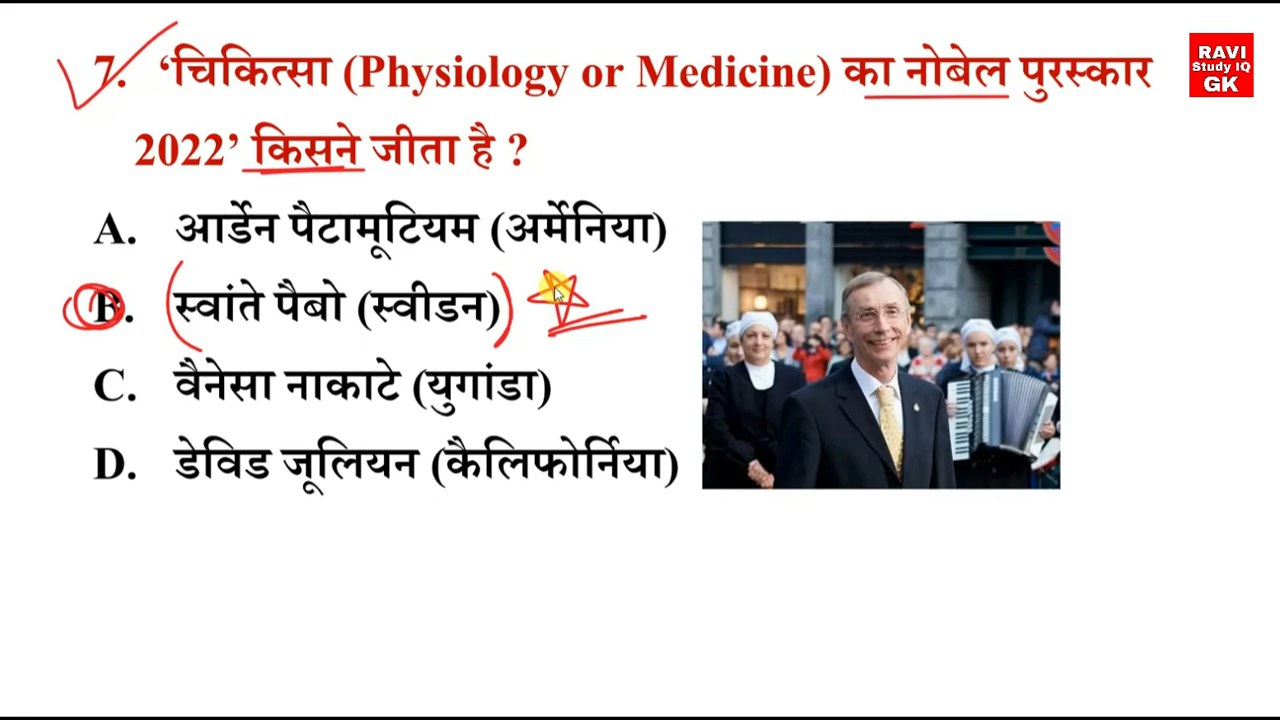 RAVI
Study IQ
GK
7. ‘चिकित्सा (Physiology or Medicine) का नोबेल पुरस्कार
2022’ किसने जीता है ?
A. आर्डेन पैटामूटियम (अर्मेनिया)
B. स्वांते पैबो (स्वीडन)
C. वैनेसा नाकाटे (युगांडा)
D. डेविड जूलियन (कैलिफोर्निया)